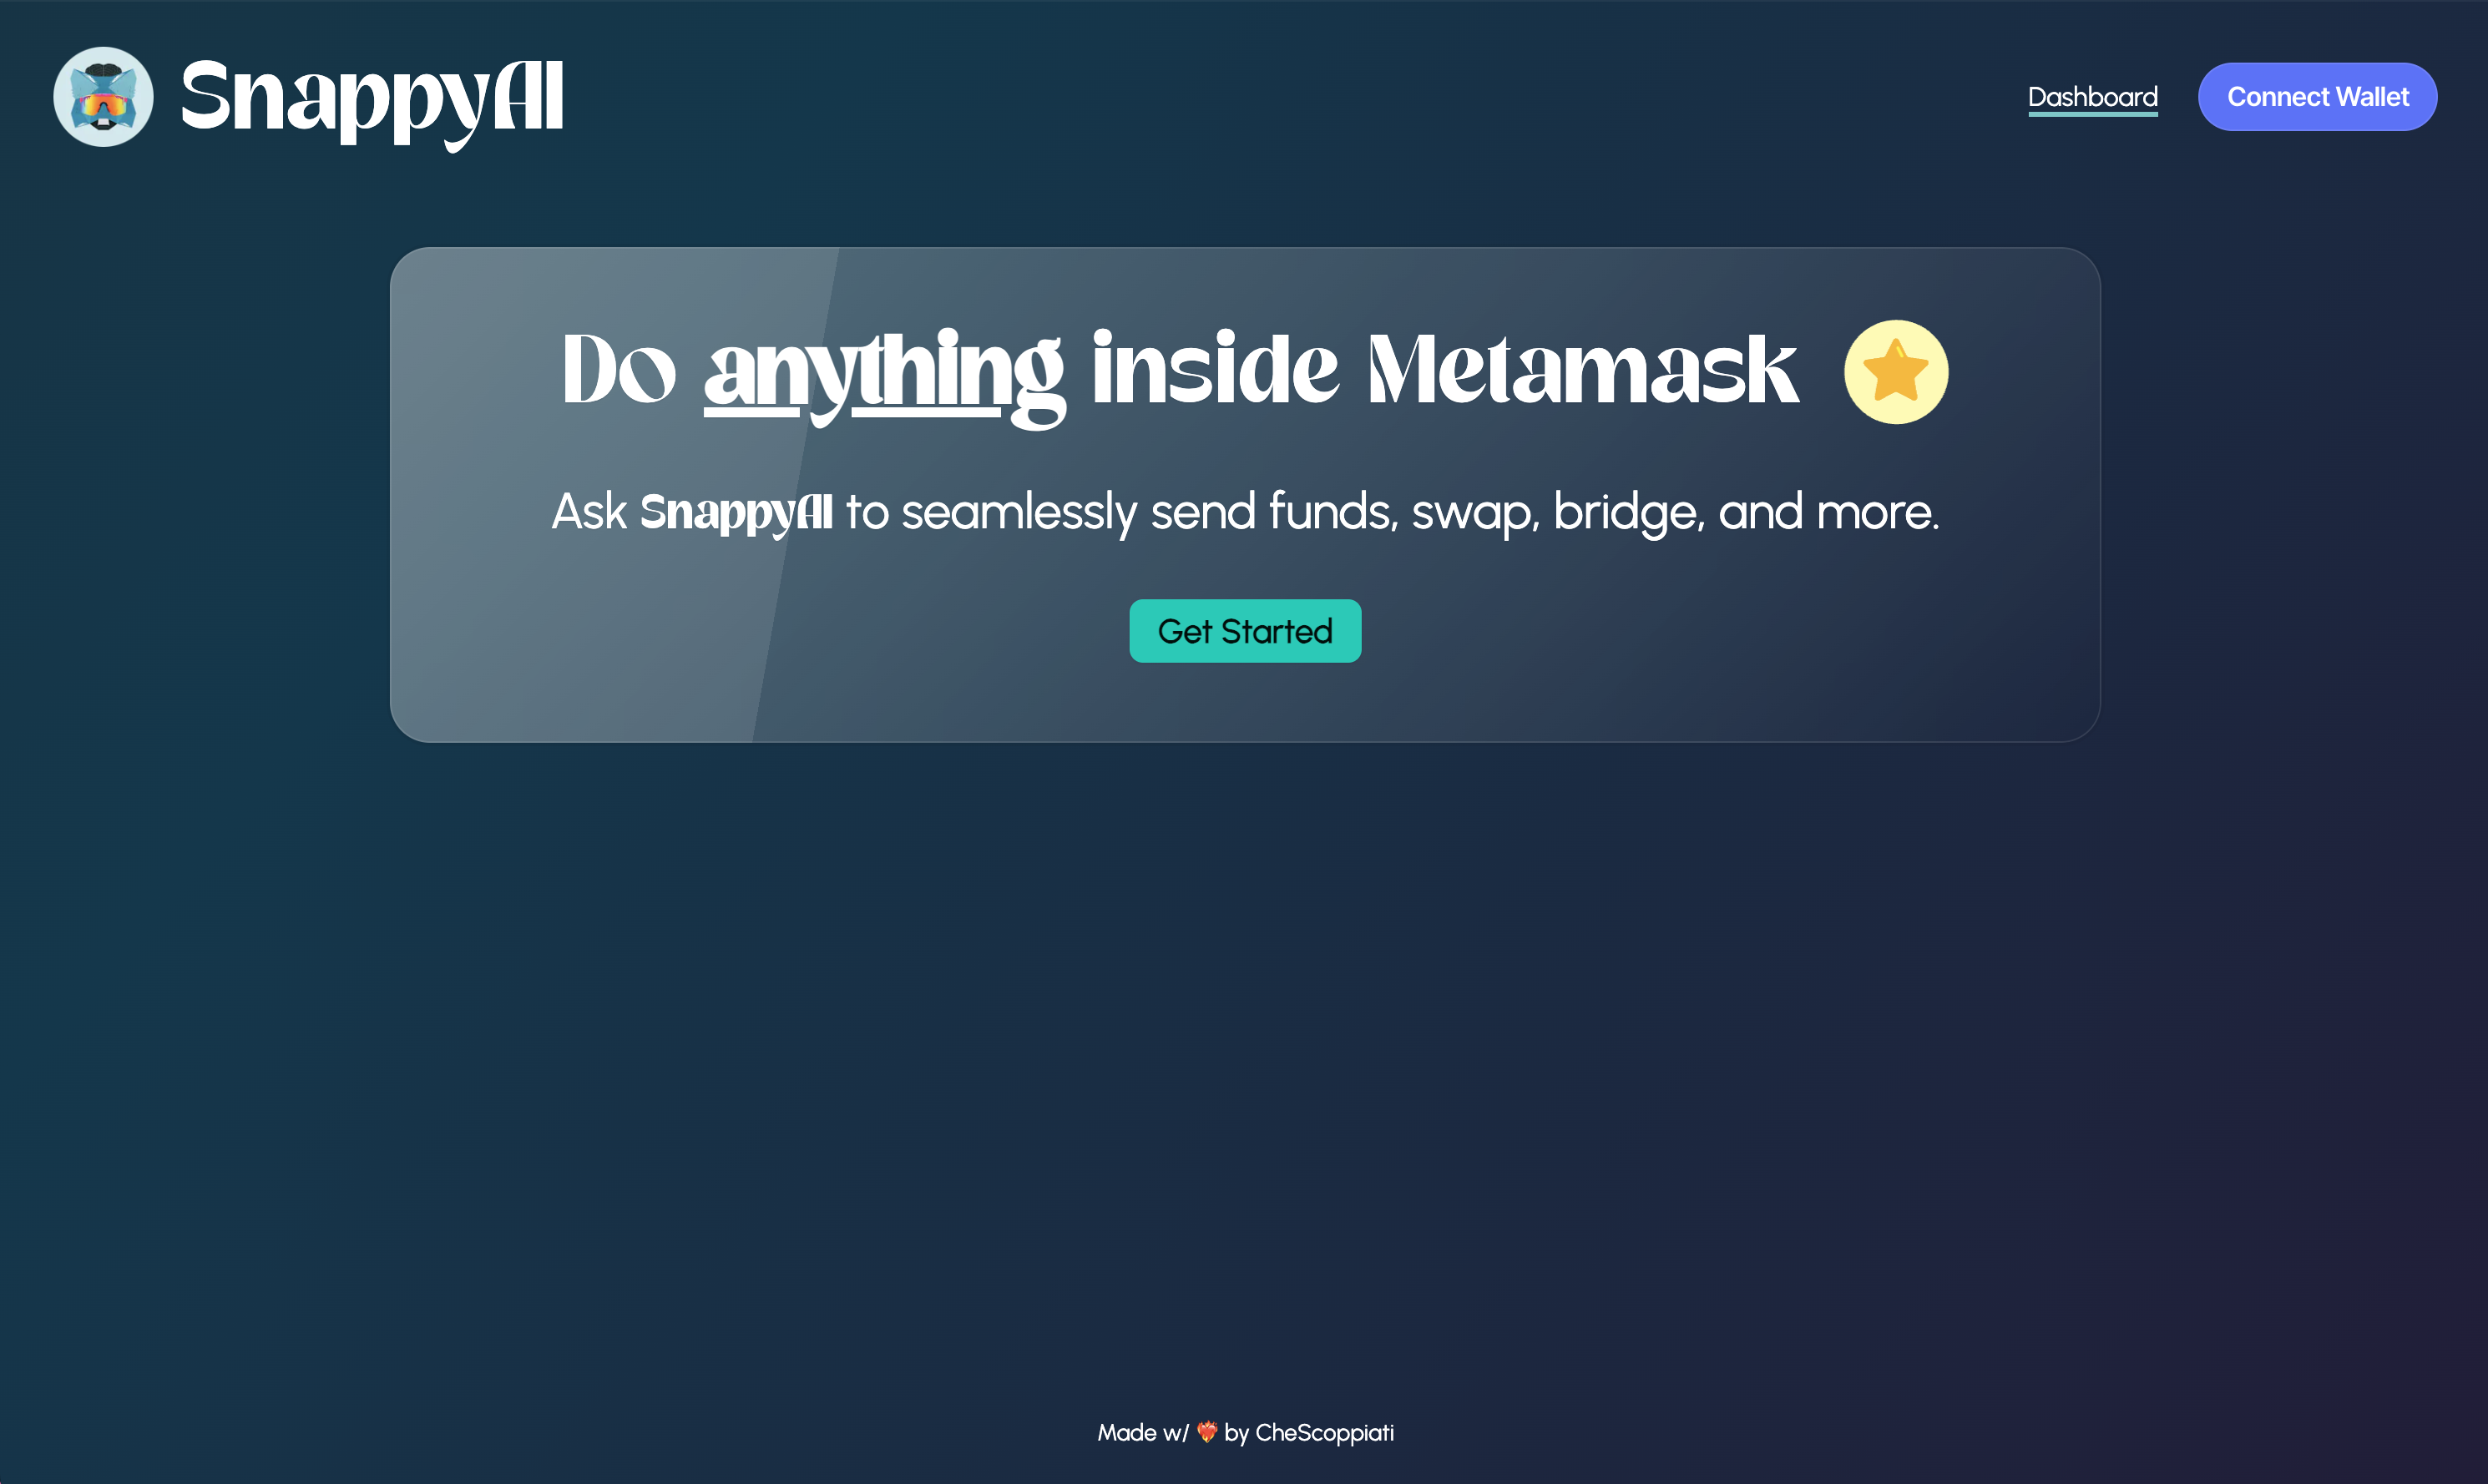 SnappyAI
Dashboard
Connect Wallet
Do anything inside Metamask
Ask SnappyAI to seamlessly send funds, swap, bridge, and more.
Get Started
Made w/ ❤️‍🔥 by CheScoppiati